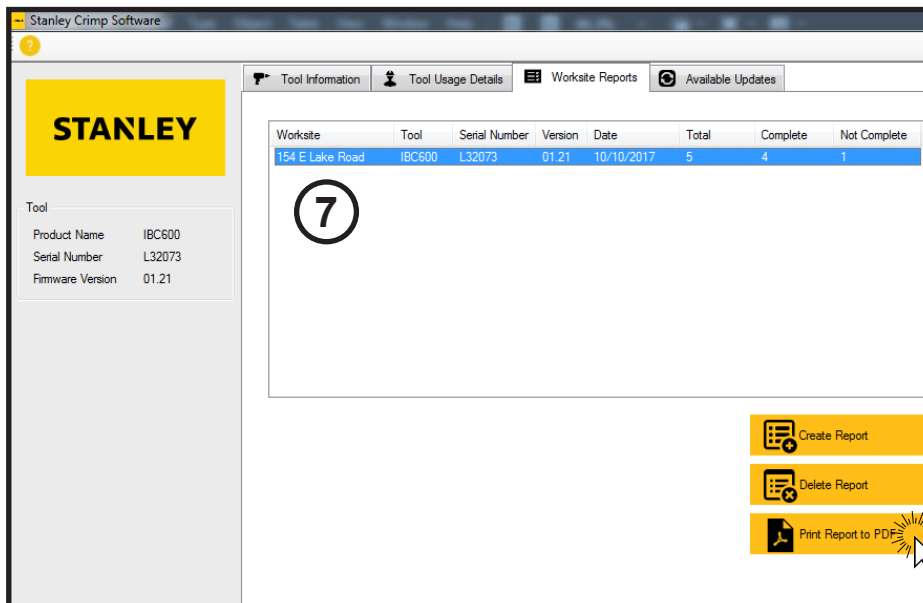 Stanley Crimp Software
?
Tool Information Tool Usage Details Worksite Reports Available Updates
STANLEY
Worksite Tool Serial Number Version Date Total Complete Not Complete
154 E Lake Road IBC600 L32073 01.21 10/10/2017 5 4 1
7
Tool
Product Name IBC600
Serial Number L32073
Firmware Version 01.21
Create Report
Delete Report
Print Report to PDF